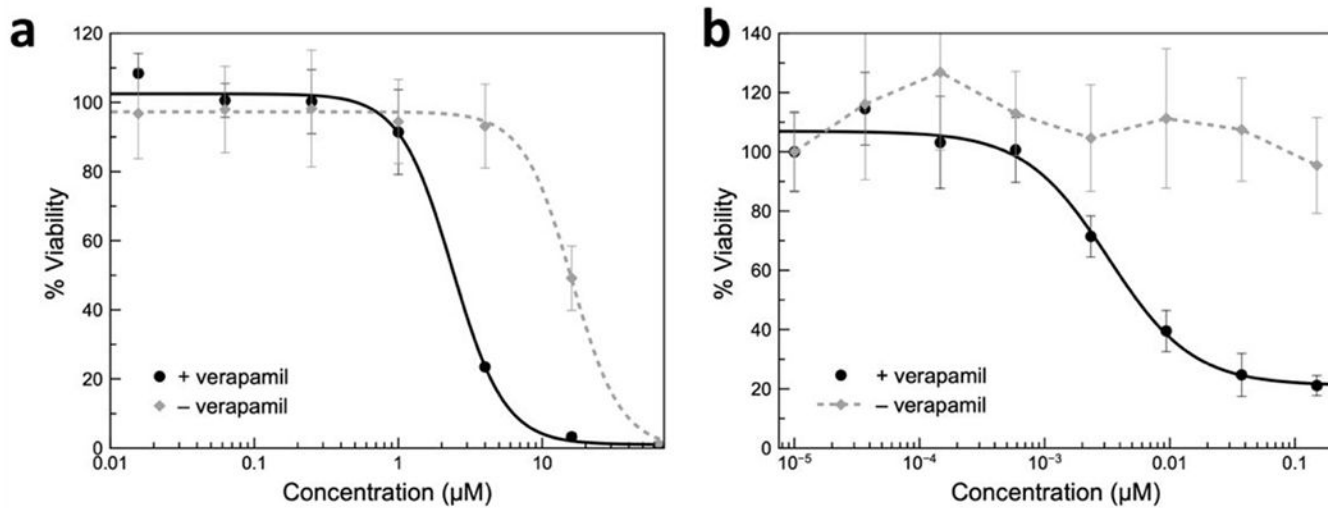 a
120
100
80
60
40
20
0
% Viability
+ verapamil
– verapamil
0.01
0.1
1
10
Concentration (µM)
b
140
120
100
80
60
40
20
0
% Viability
+ verapamil
– verapamil
10⁻⁵
10⁻⁴
10⁻³
0.01
0.1
Concentration (µM)